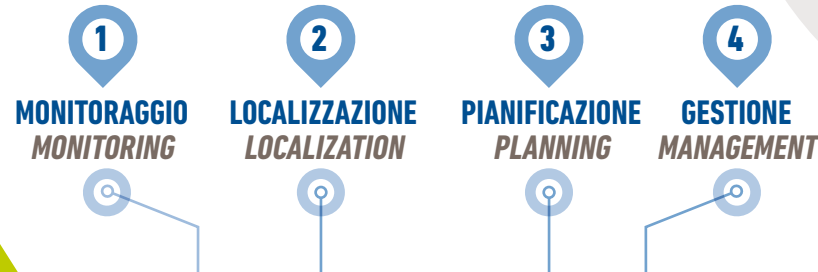 1 2 3 4
MONITORAGGIO LOCALIZZAZIONE PIANIFICAZIONE GESTIONE
MONITORING LOCALIZATION PLANNING MANAGEMENT